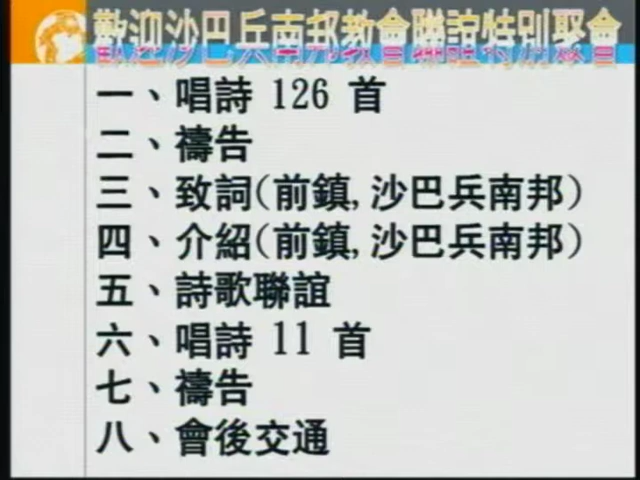 歡迎沙巴兵南邦教會聯誼特別聚會
一、唱詩 126 首
二、禱告
三、致詞(前鎮,沙巴兵南邦)
四、介紹(前鎮,沙巴兵南邦)
五、詩歌聯誼
六、唱詩 11 首
七、禱告
八、會後交通